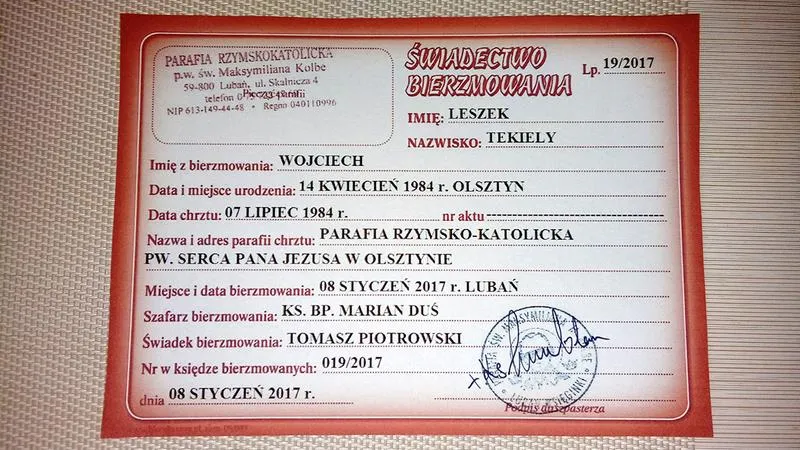 PARAFIA RZYMSKOKATOLICKA
p.w. św. Maksymiliana Kolbe
59-800 Lubań, ul. Skalnicza 4
telefon
Pieczęć parafii
NIP 613-149-44-48 • Regno 040110996
ŚWIADECTWO
BIERZMOWANIA
Lp. 19/2017
IMIĘ: LESZEK
NAZWISKO: TEKIELY
Imię z bierzmowania: WOJCIECH
Data i miejsce urodzenia: 14 KWIECIEŃ 1984 r. OLSZTYN
Data chrztu: 07 LIPIEC 1984 r. nr aktu
Nazwa i adres parafii chrztu: PARAFIA RZYMSKO-KATOLICKA
PW. SERCA PANA JEZUSA W OLSZTYNIE
Miejsce i data bierzmowania: 08 STYCZEŃ 2017 r. LUBAŃ
Szafarz bierzmowania: KS. BP. MARIAN DUŚ
Świadek bierzmowania: TOMASZ PIOTROWSKI
Nr w księdze bierzmowanych: 019/2017
dnia 08 STYCZEŃ 2017 r.
Podpis duszpasterza